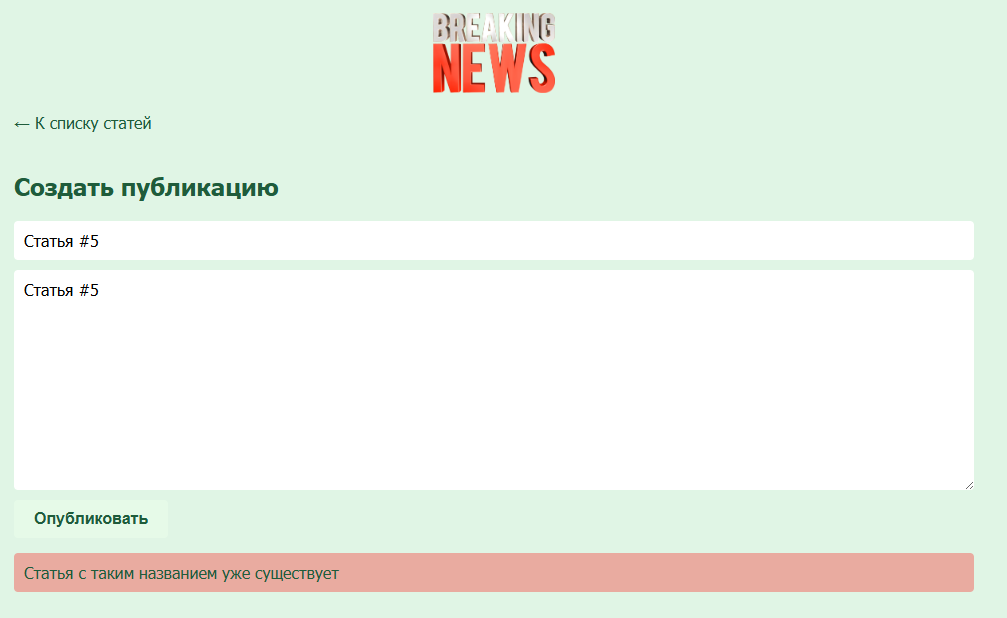 BREAKING
NEWS
← К списку статей
Создать публикацию
Статья #5
Статья #5
Опубликовать
Статья с таким названием уже существует